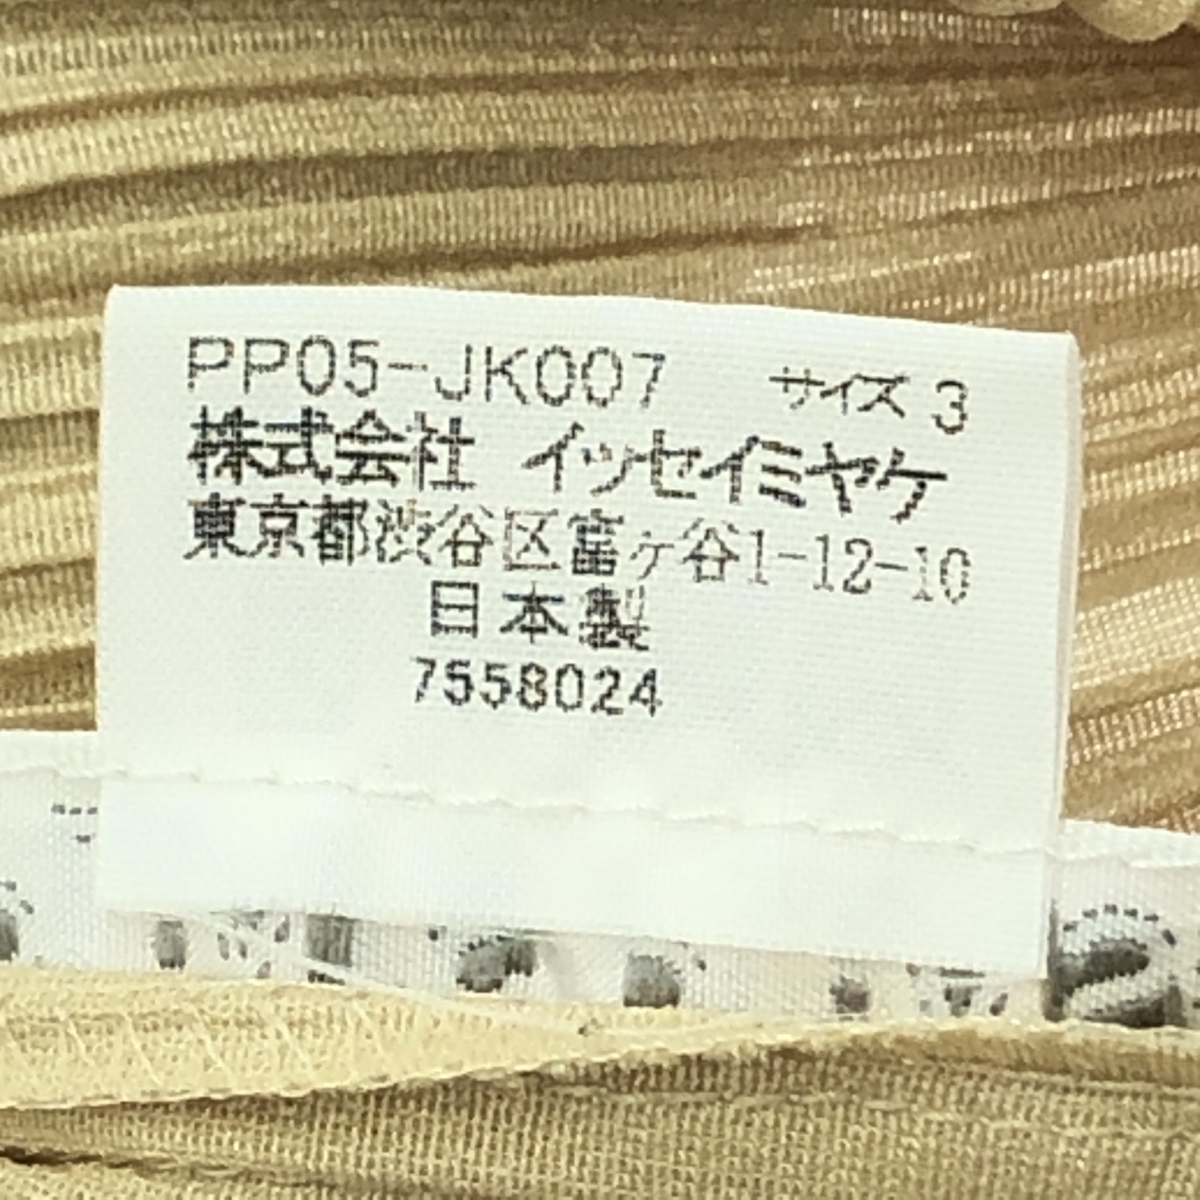 PP05-JK007 サイズ 3
株式会社 イッセイミヤケ
東京都渋谷区富ヶ谷1-12-10
日本製
7558024